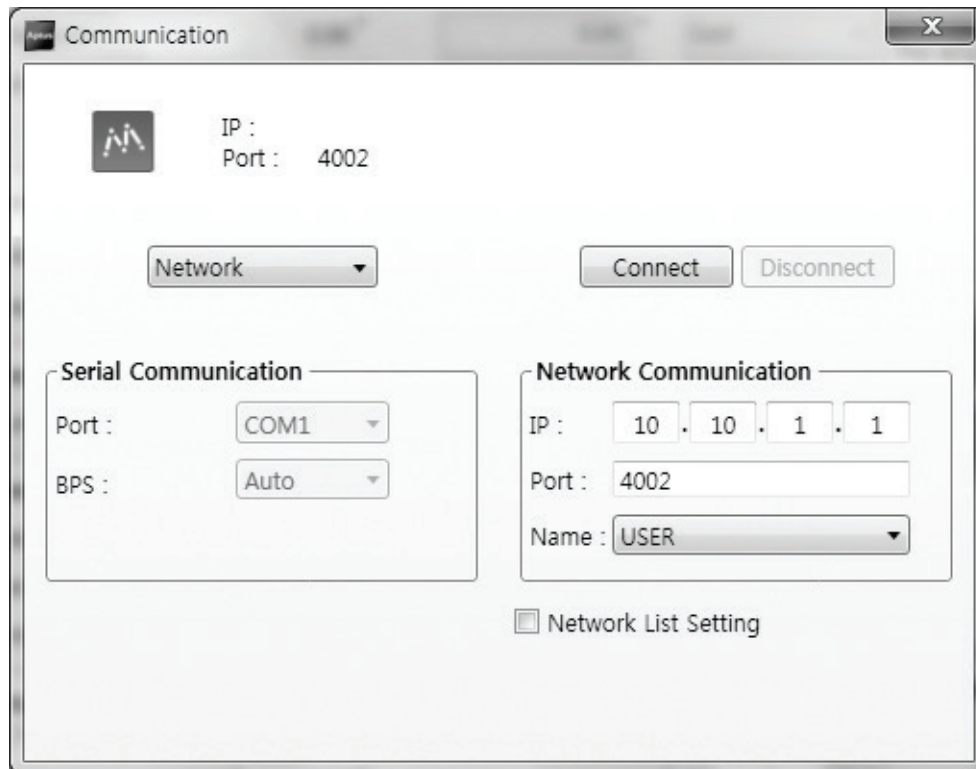 Communication
IP :
Port : 4002
Network
Connect
Disconnect
Serial Communication
Port : COM1
BPS : Auto
Network Communication
IP : 10 . 10 . 1 . 1
Port : 4002
Name : USER
Network List Setting